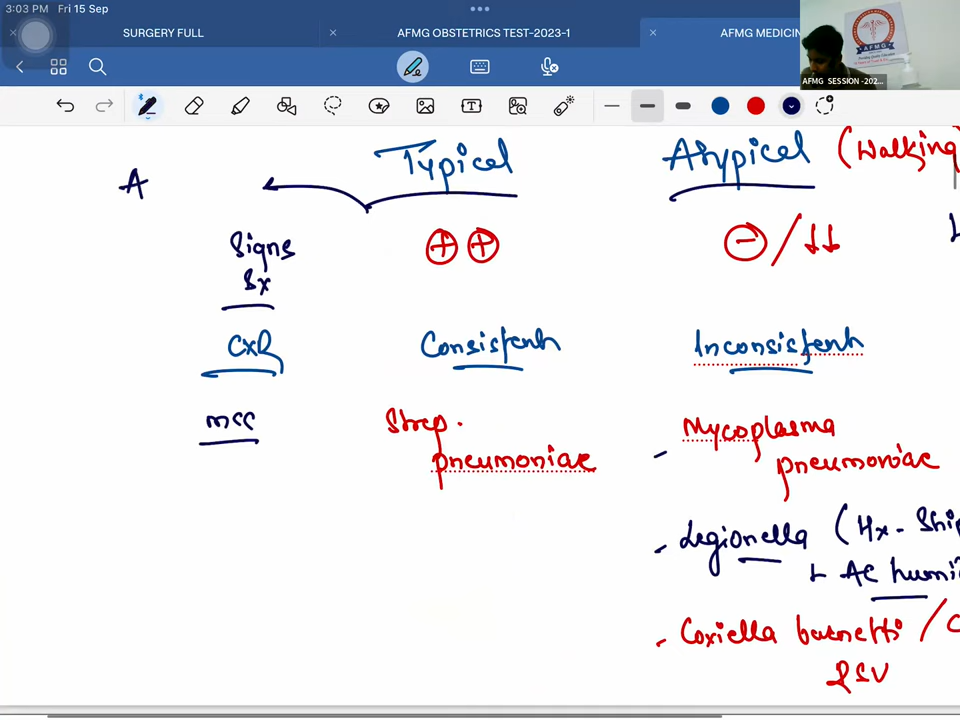 3:03 PM Fri 15 Sep
SURGERY FULL
AFMG OBSTETRICS TEST-2023-1
AFMG MEDICIN
AFMG
AFMG SESSION -202...
Typical
Atypical (Walking)
A
Signs
Sx
++
- / ↓↓
CXR
Consistent
Inconsistent
mcc
Strep.
pneumoniae
Mycoplasma
pneumoniae
- Legionella (Hx - Ship
AC humi
- Coxiella burnetti /
RSV